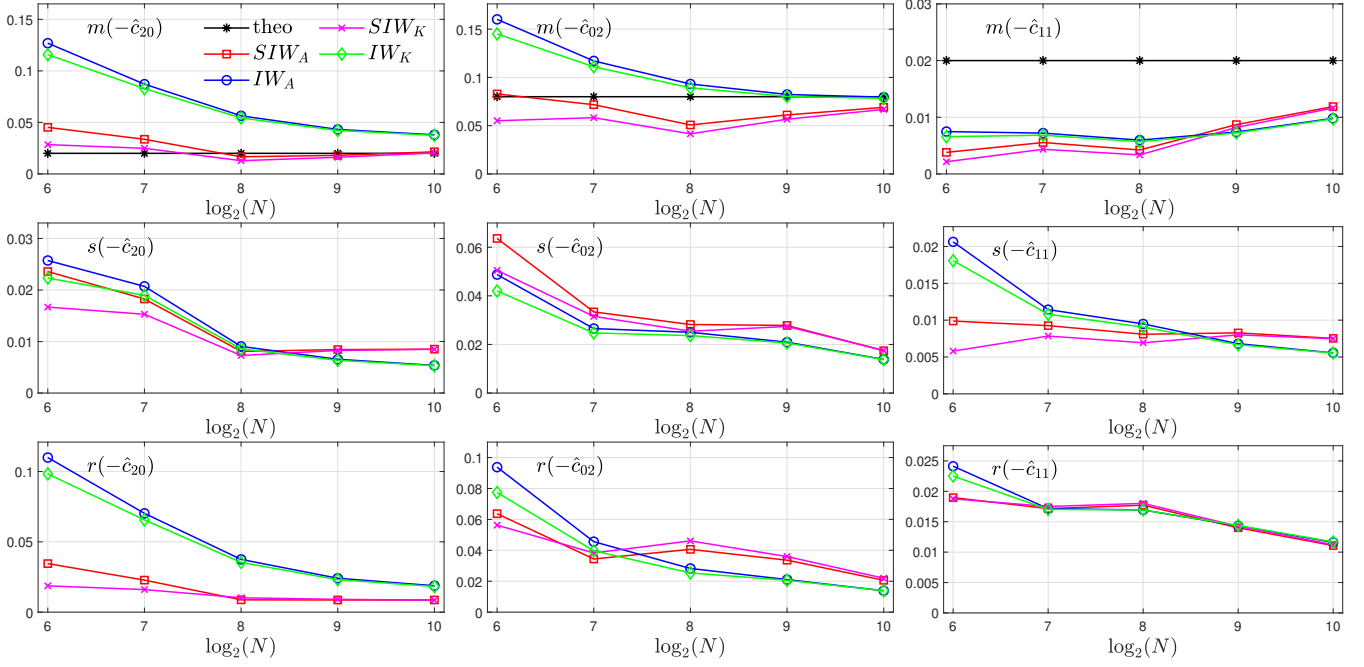 m(−ĉ₂₀)
theo
SIW_A
IW_A
SIW_K
IW_K
0.15
0.1
0.05
0
6 7 8 9 10
log₂(N)
m(−ĉ₀₂)
0.15
0.1
0.05
0
6 7 8 9 10
log₂(N)
m(−ĉ₁₁)
0.03
0.02
0.01
0
6 7 8 9 10
log₂(N)
s(−ĉ₂₀)
0.03
0.02
0.01
0
6 7 8 9 10
log₂(N)
s(−ĉ₀₂)
0.06
0.04
0.02
0
6 7 8 9 10
log₂(N)
s(−ĉ₁₁)
0.02
0.015
0.01
0.005
0
6 7 8 9 10
log₂(N)
r(−ĉ₂₀)
0.1
0.05
0
6 7 8 9 10
log₂(N)
r(−ĉ₀₂)
0.1
0.08
0.06
0.04
0.02
0
6 7 8 9 10
log₂(N)
r(−ĉ₁₁)
0.025
0.02
0.015
0.01
0.005
0
6 7 8 9 10
log₂(N)